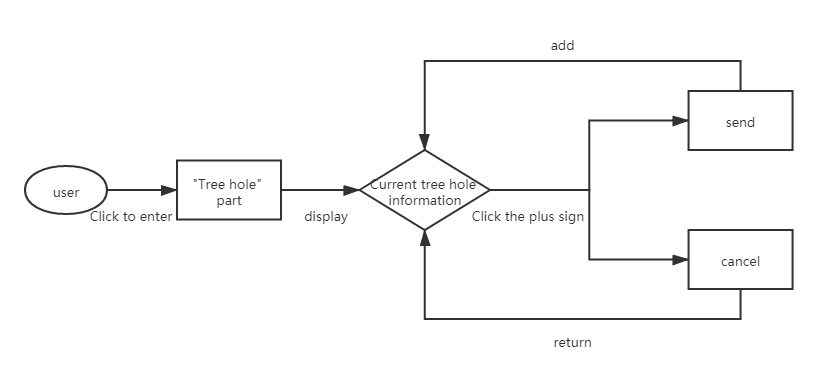 add
send
user
Click to enter
"Tree hole"
part
display
Current tree hole
information
Click the plus sign
cancel
return